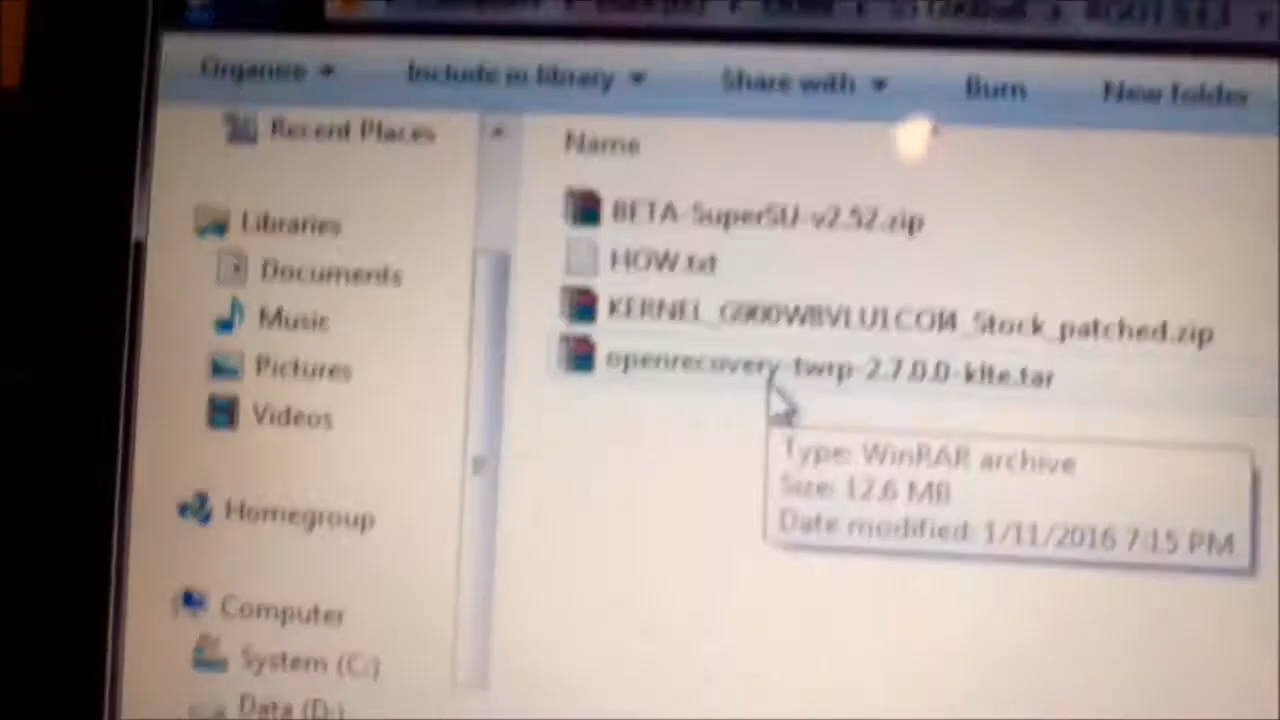 Organize Include in library Share with Burn New folder
Recent Places
Name
Libraries
Documents
Music
Pictures
Videos
Homegroup
Computer
System (C:)
Data (D:)
BETA-SuperSU-v2.52.zip
HOW.txt
KERNEL_G900W8VLU1COI4_Stock_patched.zip
openrecovery-twrp-2.7.0.0-klte.tar
Type: WinRAR archive
Size: 12.6 MB
Date modified: 1/11/2016 7:15 PM